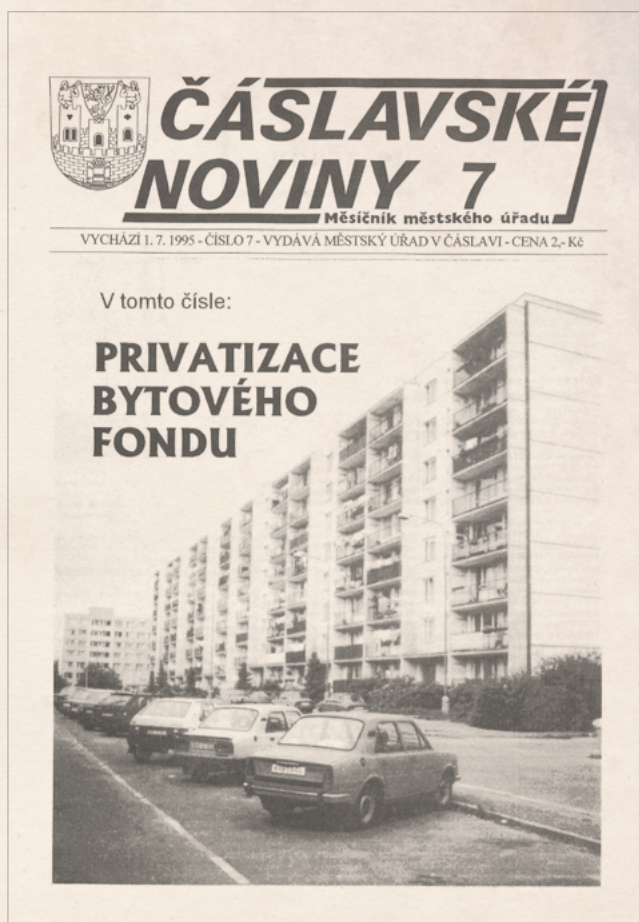 ČÁSLAVSKÉ
NOVINY 7
Měsíčník městského úřadu
VYCHÁZÍ 1. 7. 1995 - ČÍSLO 7 - VYDÁVÁ MĚSTSKÝ ÚŘAD V ČÁSLAVI - CENA 2,- Kč
V tomto čísle:
PRIVATIZACE
BYTOVÉHO
FONDU